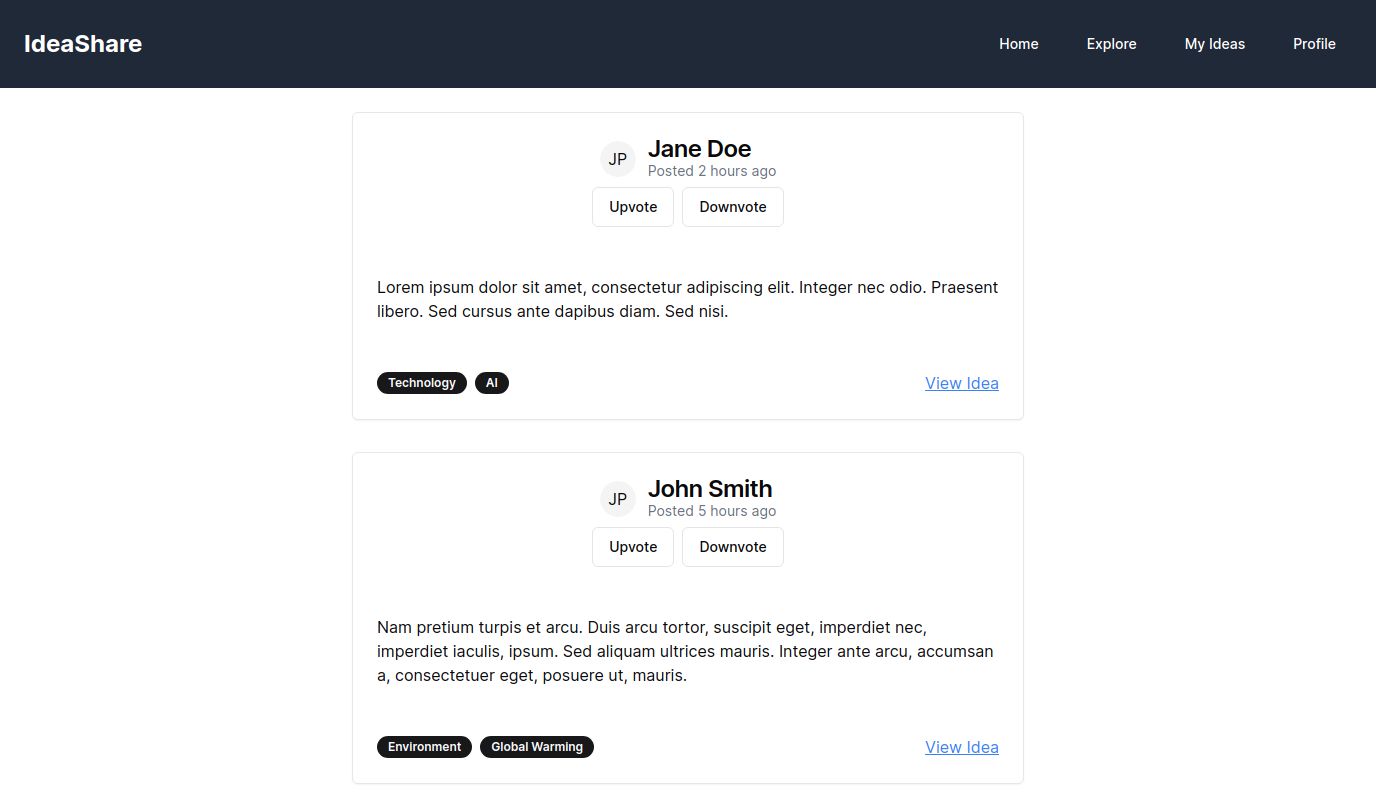 IdeaShare
Home Explore My Ideas Profile
JP
Jane Doe
Posted 2 hours ago
Upvote Downvote
Lorem ipsum dolor sit amet, consectetur adipiscing elit. Integer nec odio. Praesent
libero. Sed cursus ante dapibus diam. Sed nisi.
Technology AI View Idea
JP
John Smith
Posted 5 hours ago
Upvote Downvote
Nam pretium turpis et arcu. Duis arcu tortor, suscipit eget, imperdiet nec,
imperdiet iaculis, ipsum. Sed aliquam ultrices mauris. Integer ante arcu, accumsan
a, consectetuer eget, posuere ut, mauris.
Environment Global Warming View Idea